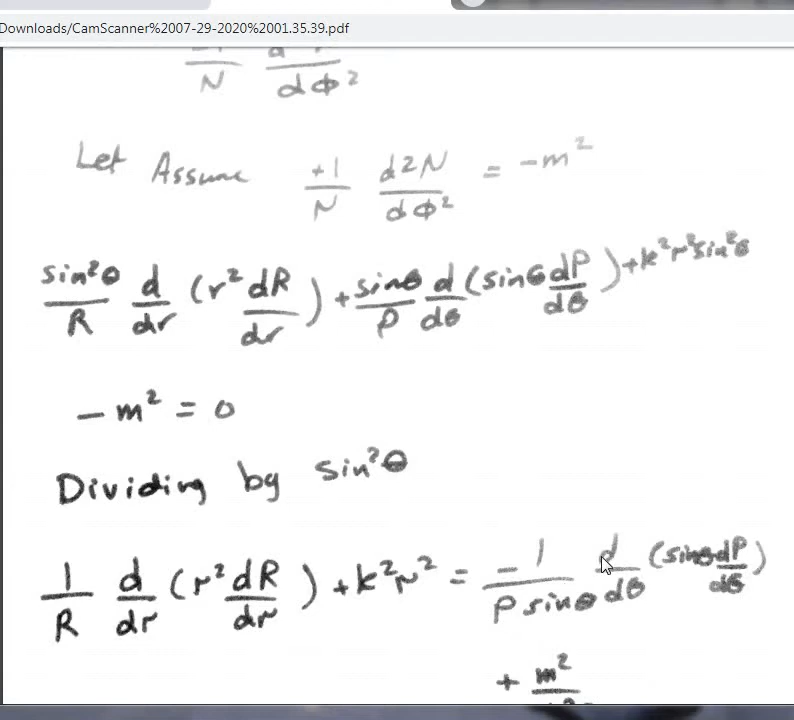 Downloads/CamScanner%2007-29-2020%2001.35.39.pdf
N dΦ²
Let Assume +1/N d2N/dΦ² = -m²
sin²θ/R d/dr (r² dR/dr) + sinθ/P d/dθ (sinθ dP/dθ) + k²r²sin²θ
- m² = 0
Dividing by sin²θ
1/R d/dr (r² dR/dr) + k²r² = -1/P sinθ d/dθ (sinθ dP/dθ)
+ m²